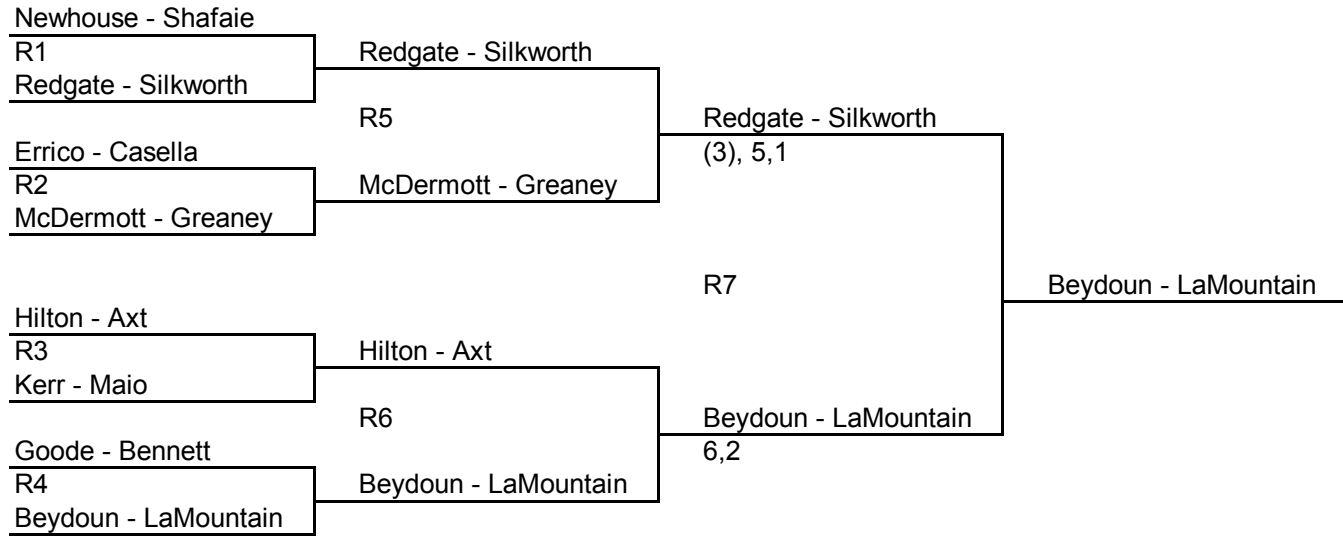 Newhouse - Shafaie
R1
Redgate - Silkworth
Errico - Casella
R2
McDermott - Greaney
Hilton - Axt
R3
Kerr - Maio
Goode - Bennett
R4
Beydoun - LaMountain
Redgate - Silkworth
R5
McDermott - Greaney
Hilton - Axt
R6
Beydoun - LaMountain
Redgate - Silkworth
(3), 5,1
R7
Beydoun - LaMountain
6,2
Beydoun - LaMountain